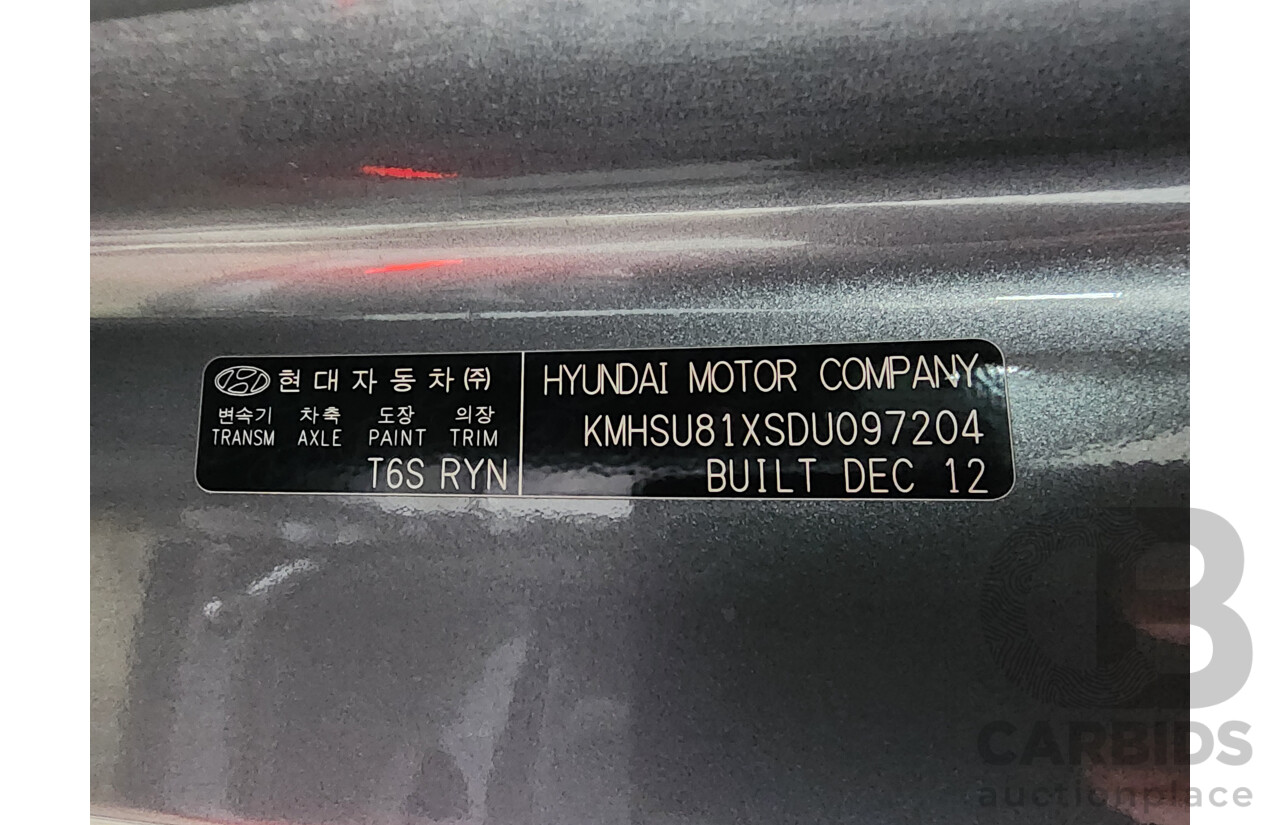 현대자동차(주)
변속기 차축 도장 의장
TRANSM AXLE PAINT TRIM
T6S RYN
HYUNDAI MOTOR COMPANY
KMHSU81XSDU097204
BUILT DEC 12
CB
CARBIDS
auctionplace